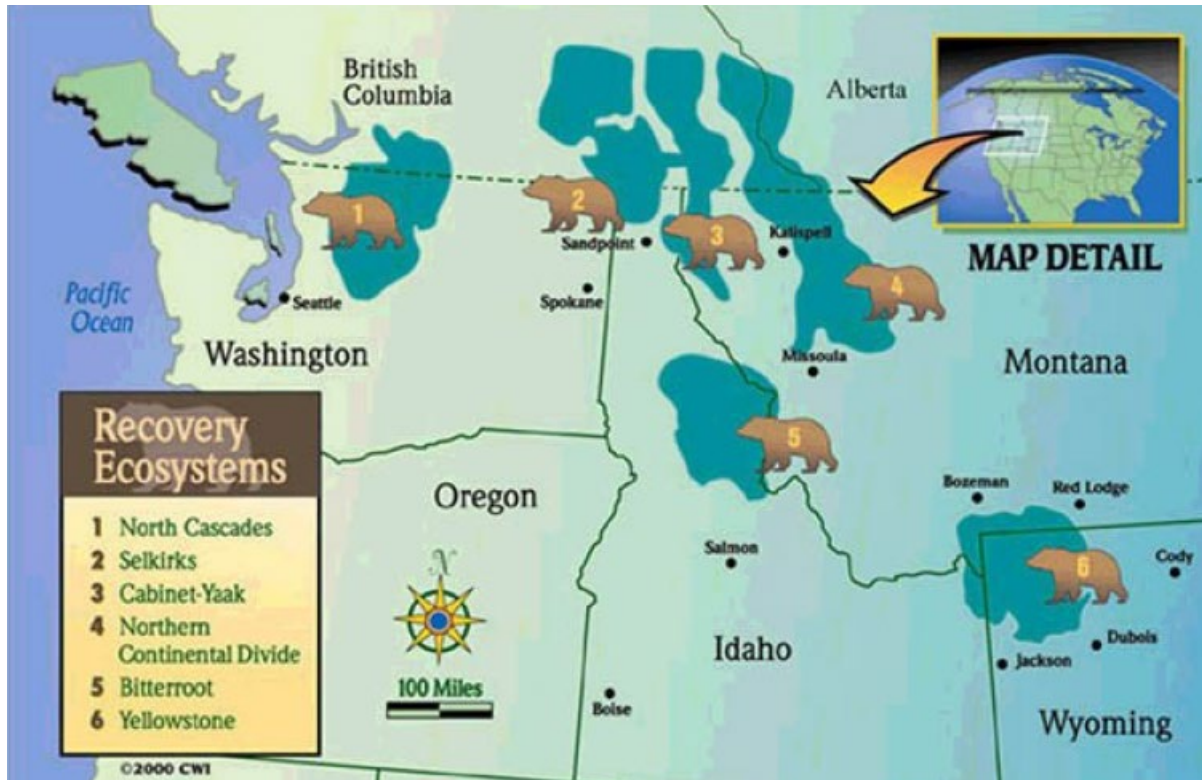 British
Columbia
Alberta
MAP DETAIL
1
2
3
4
5
6
Sandpoint
Kalispell
Pacific
Ocean
Seattle
Spokane
Washington
Missoula
Montana
Recovery
Ecosystems
1 North Cascades
2 Selkirks
3 Cabinet-Yaak
4 Northern
Continental Divide
5 Bitterroot
6 Yellowstone
Oregon
Bozeman
Red Lodge
Salmon
Cody
N
100 Miles
Idaho
Dubois
Jackson
Boise
Wyoming
©2000 CWI